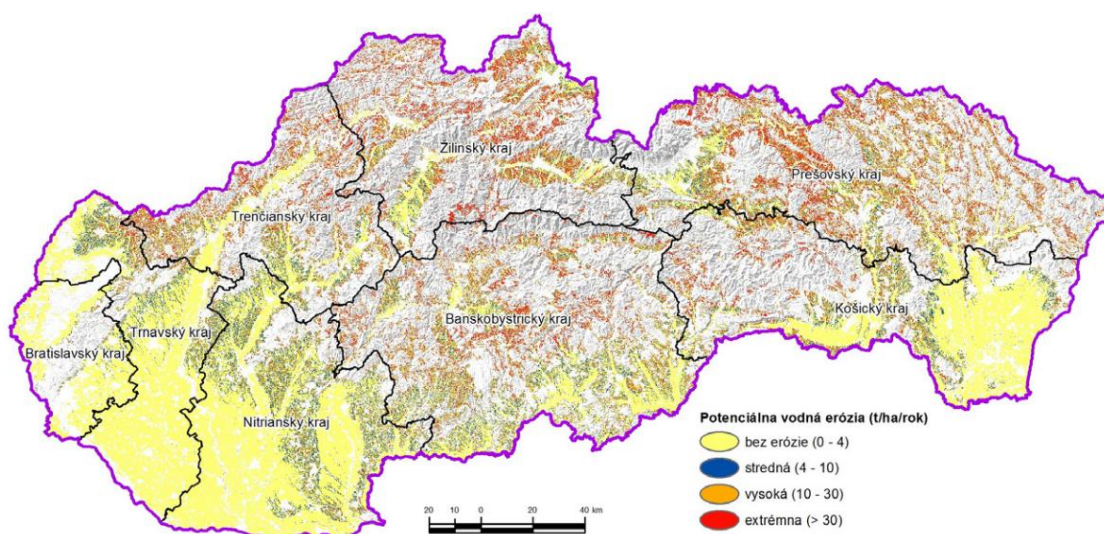 Žilinský kraj
Prešovský kraj
Trenčiansky kraj
Košický kraj
Banskobystrický kraj
Trnavský kraj
Bratislavský kraj
Nitriansky kraj
Potenciálna vodná erózia (t/ha/rok)
bez erózie (0 - 4)
stredná (4 - 10)
vysoká (10 - 30)
extrémna (> 30)
20 0 20 40 km